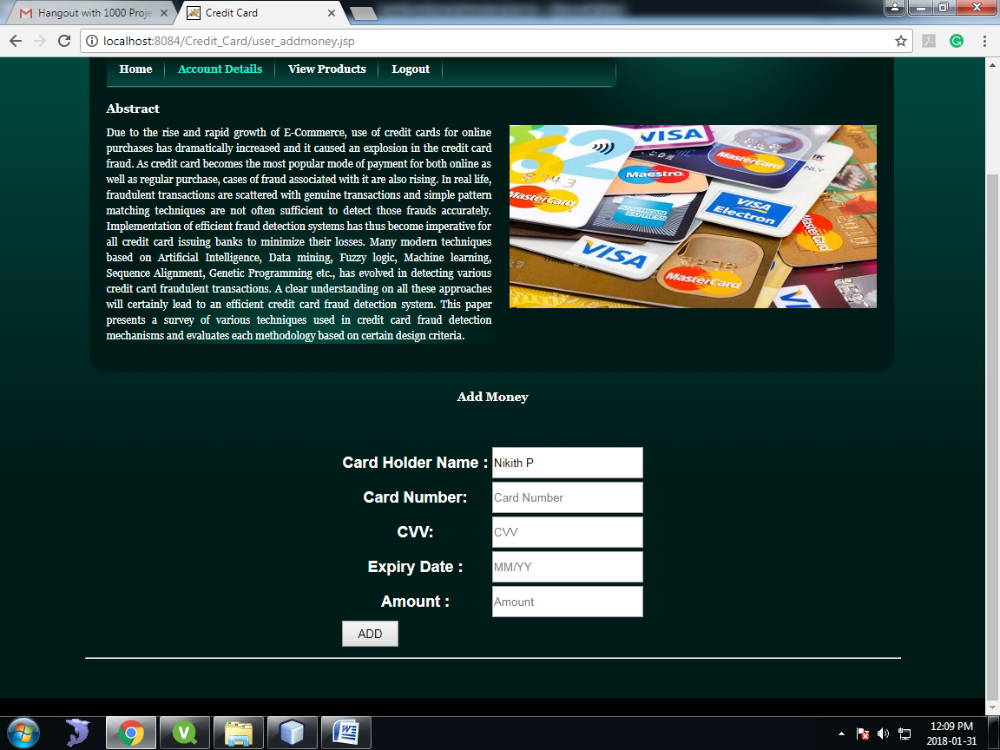 Hangout with 1000 Proje
Credit Card
localhost:8084/Credit_Card/user_addmoney.jsp
Home Account Details View Products Logout
Abstract
Due to the rise and rapid growth of E-Commerce, use of credit cards for online
purchases has dramatically increased and it caused an explosion in the credit card
fraud. As credit card becomes the most popular mode of payment for both online as
well as regular purchase, cases of fraud associated with it are also rising. In real life,
fraudulent transactions are scattered with genuine transactions and simple pattern
matching techniques are not often sufficient to detect those frauds accurately.
Implementation of efficient fraud detection systems has thus become imperative for
all credit card issuing banks to minimize their losses. Many modern techniques
based on Artificial Intelligence, Data mining, Fuzzy logic, Machine learning,
Sequence Alignment, Genetic Programming etc., has evolved in detecting various
credit card fraudulent transactions. A clear understanding on all these approaches
will certainly lead to an efficient credit card fraud detection system. This paper
presents a survey of various techniques used in credit card fraud detection
mechanisms and evaluates each methodology based on certain design criteria.
VISA
MasterCard
Maestro
8743
MasterCard
AMERICAN
EXPRESS
VISA
Electron
MasterCard
VISA
MasterCard
Add Money
Card Holder Name : Nikith P
Card Number: Card Number
CVV: CVV
Expiry Date : MM/YY
Amount : Amount
ADD
12:09 PM
2018-01-31